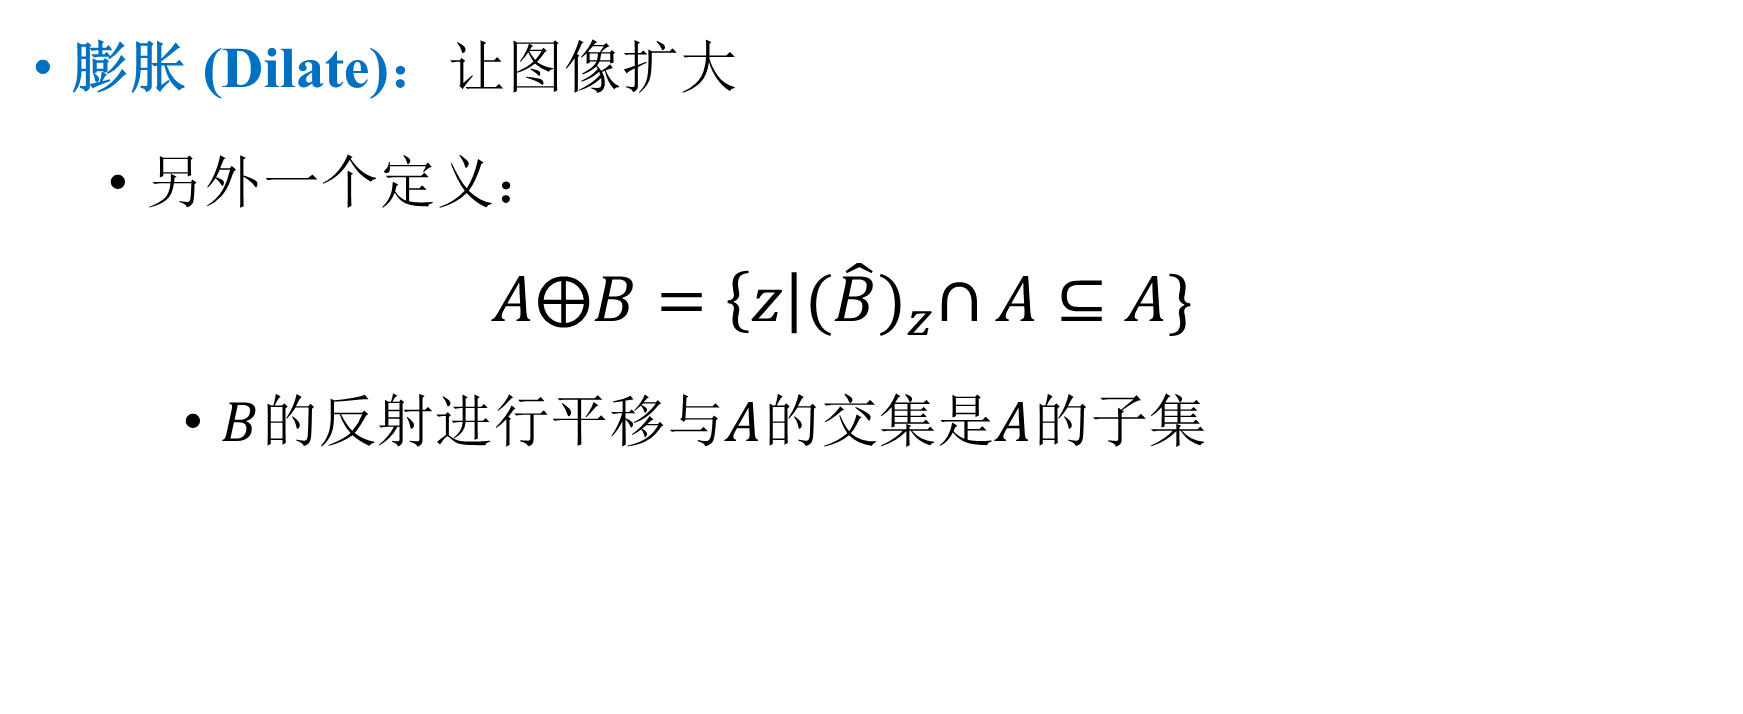 • 膨胀 (Dilate)：让图像扩大
• 另外一个定义：
A⊕B = {z|(B̂)_z ∩ A ⊆ A}
• B的反射进行平移与A的交集是A的子集